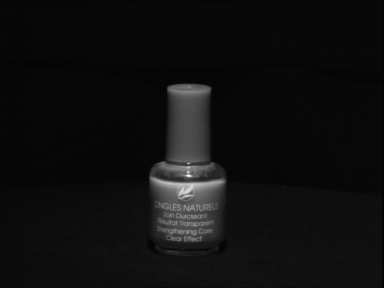 ONGLES NATURELS
Soin Durcissant
Résultat Transparent
Strengthening Care
Clear Effect